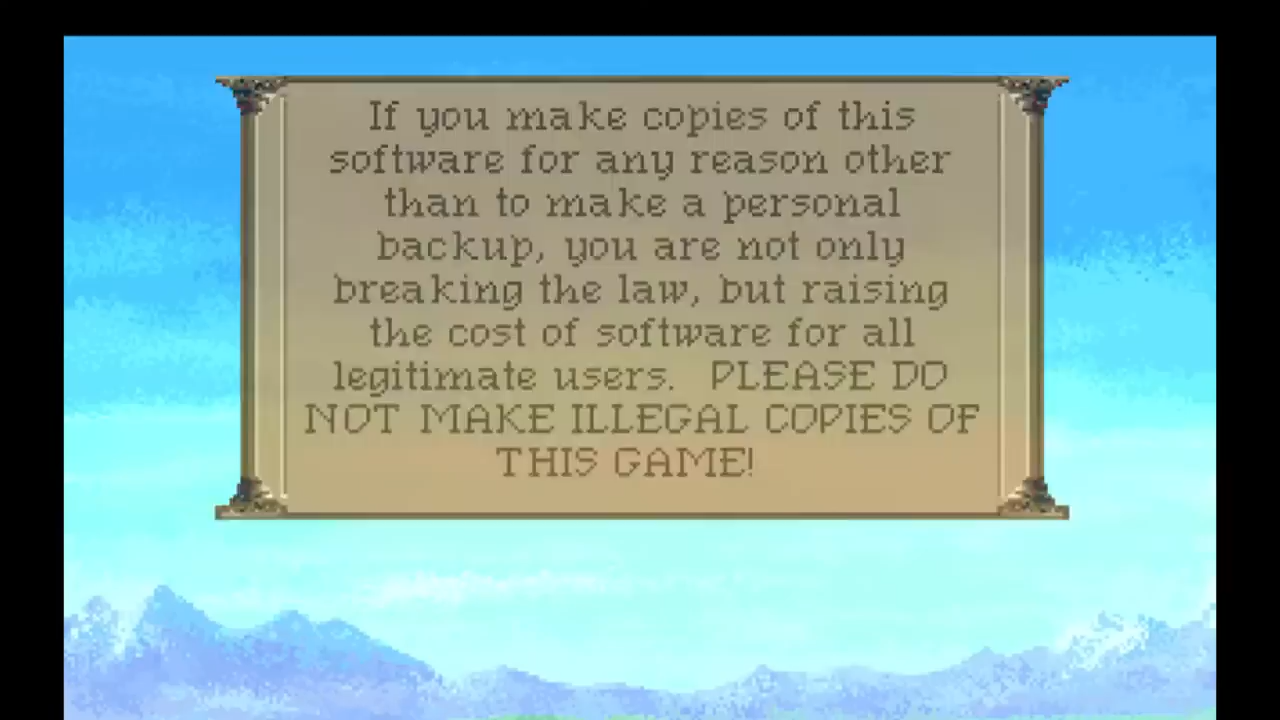 If you make copies of this
software for any reason other
than to make a personal
backup, you are not only
breaking the law, but raising
the cost of software for all
legitimate users.  PLEASE DO
NOT MAKE ILLEGAL COPIES OF
THIS GAME!